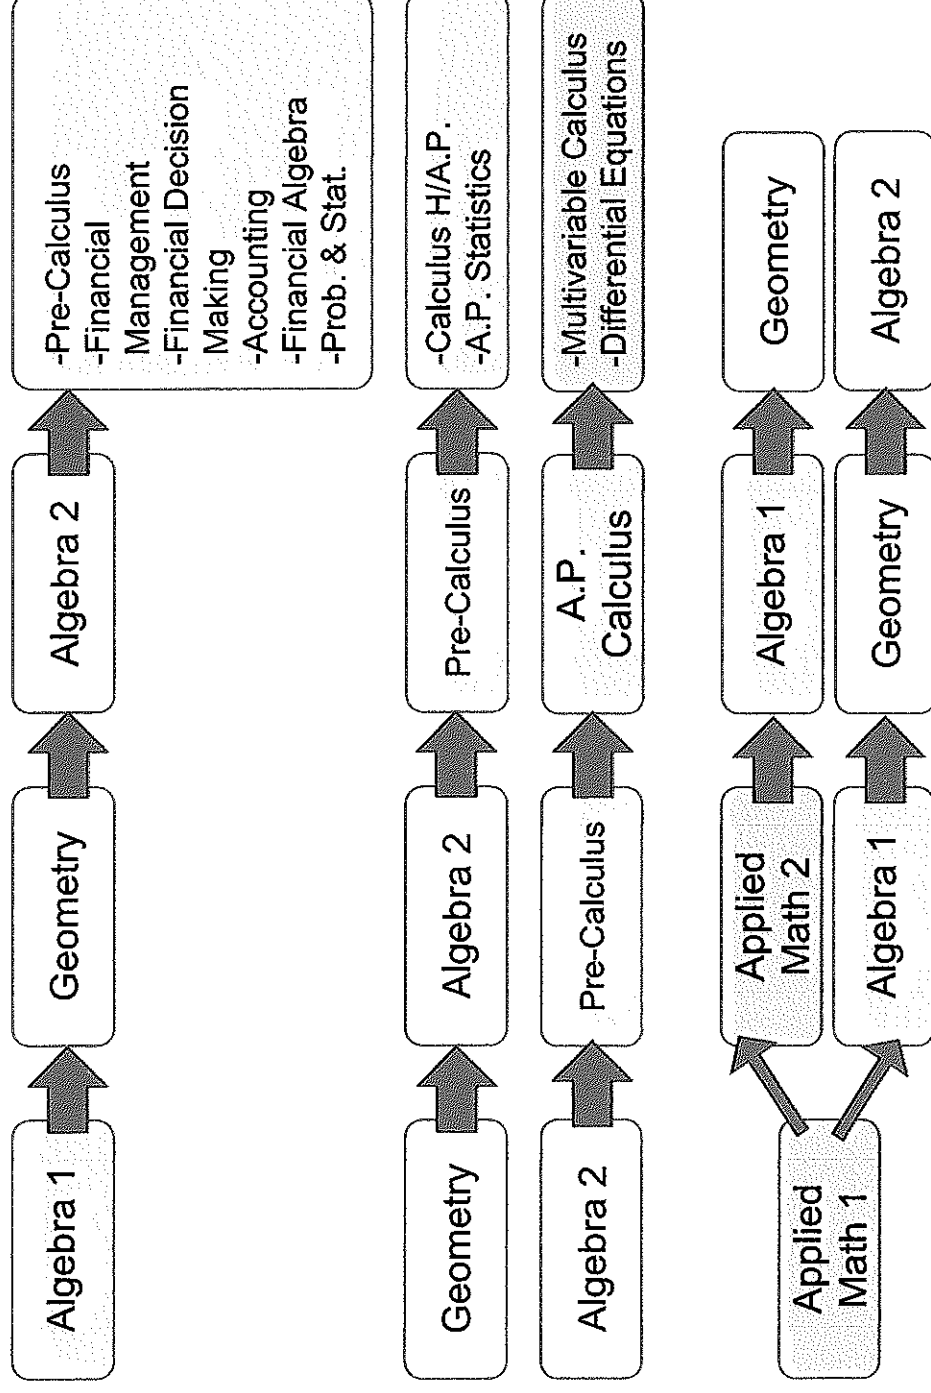 Algebra 1
Geometry
Algebra 2
-Pre-Calculus
-Financial
Management
-Financial Decision
Making
-Accounting
-Financial Algebra
-Prob. & Stat.
Geometry
Algebra 2
Pre-Calculus
-Calculus H/A.P.
-A.P. Statistics
Algebra 2
Pre-Calculus
A.P.
Calculus
-Multivariable Calculus
-Differential Equations
Applied
Math 1
Applied
Math 2
Algebra 1
Geometry
Algebra 1
Geometry
Algebra 2